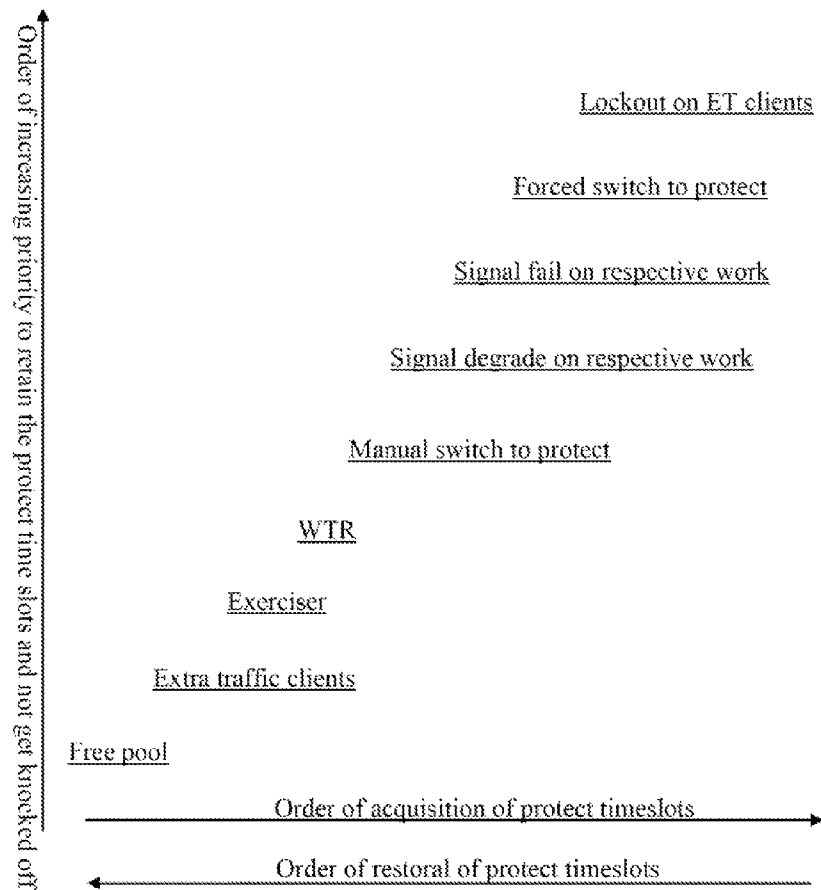 Order of increasing priority to retain the protect time slots and not get knocked off
Lockout on ET clients
Forced switch to protect
Signal fail on respective work
Signal degrade on respective work
Manual switch to protect
WTR
Exerciser
Extra traffic clients
Free pool
Order of acquisition of protect timeslots
Order of restoral of protect timeslots